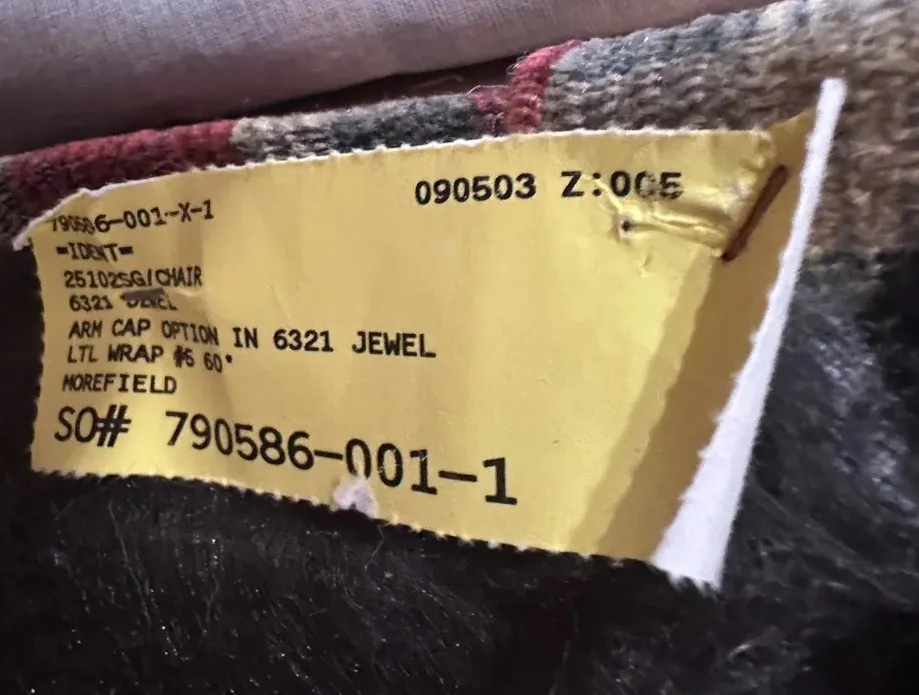 790586-001-X-1
090503 Z:005
=IDENT=
25102SG/CHAIR
6321
ARM CAP OPTION IN 6321 JEWEL
LTL WRAP #6 60"
MOREFIELD
SO# 790586-001-1